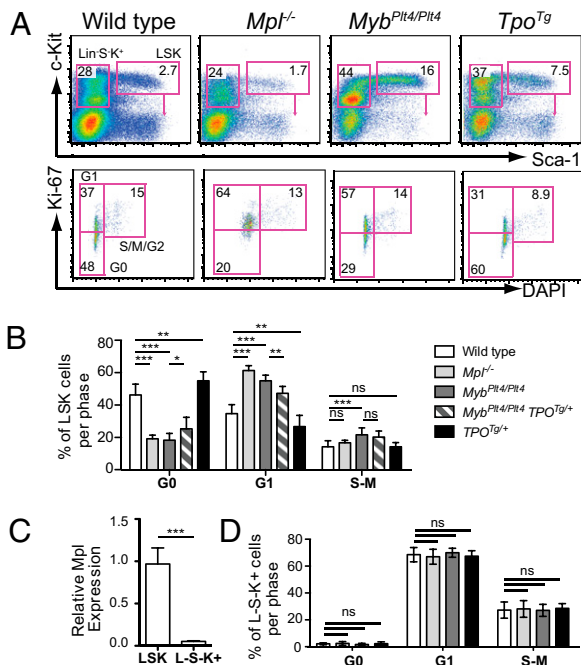 A
Wild type
Mpl-/-
MybPlt4/Plt4
TpoTg
c-Kit
Lin-S-K+
LSK
28
2.7
24
1.7
44
16
37
7.5
Sca-1
Ki-67
G1
37
15
S/M/G2
48
G0
64
13
20
57
14
29
31
8.9
60
DAPI
B
% of LSK cells
per phase
80
60
40
20
0
**
***
***
*
**
***
***
**
ns
***
ns
ns
G0
G1
S-M
Wild type
Mpl-/-
MybPlt4/Plt4
MybPlt4/Plt4 TPOTg/+
TPOTg/+
C
Relative Mpl
Expression
1.5
1.0
0.5
0.0
***
LSK
L-S-K+
D
% of L-S-K+ cells
per phase
80
60
40
20
0
ns
ns
ns
G0
G1
S-M